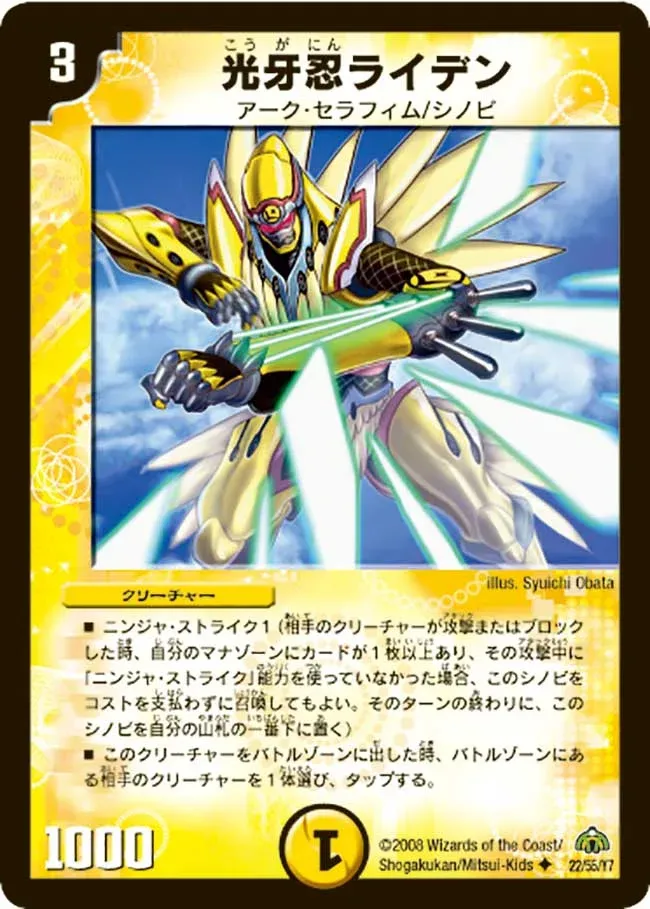 3
こうがにん
光牙忍ライデン
アーク・セラフィム/シノビ
illus. Syuichi Obata
クリーチャー
■ ニンジャ・ストライク1(相手のクリーチャーが攻撃またはブロック
した時、自分のマナゾーンにカードが1枚以上あり、その攻撃中に
「ニンジャ・ストライク」能力を使っていなかった場合、このシノビを
コストを支払わずに召喚してもよい。そのターンの終わりに、この
シノビを自分の山札の一番下に置く)
■ このクリーチャーをバトルゾーンに出した時、バトルゾーンにあ
る相手のクリーチャーを1体選び、タップする。
1000
1
©2008 Wizards of the Coast/
Shogakukan/Mitsui-Kids
22/55/Y7